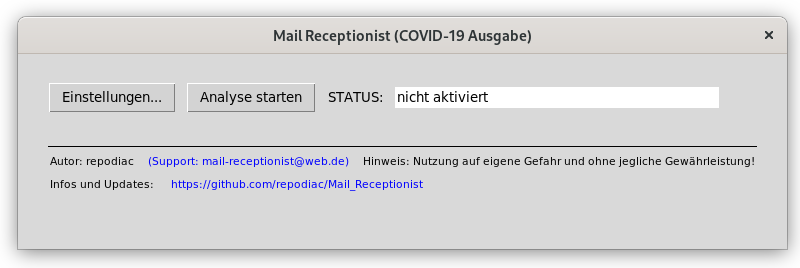 Mail Receptionist (COVID-19 Ausgabe)
Einstellungen... Analyse starten STATUS: nicht aktiviert
Autor: repodiac (Support: mail-receptionist@web.de) Hinweis: Nutzung auf eigene Gefahr und ohne jegliche Gewährleistung!
Infos und Updates: https://github.com/repodiac/Mail_Receptionist